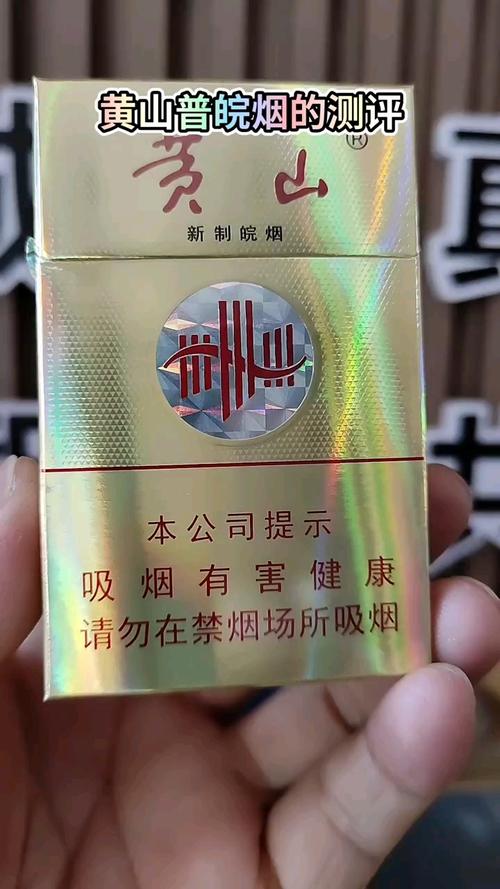 黄山普皖烟的测评
黄山®
新制皖烟
真
本公司提示
吸烟有害健康
请勿在禁烟场所吸烟